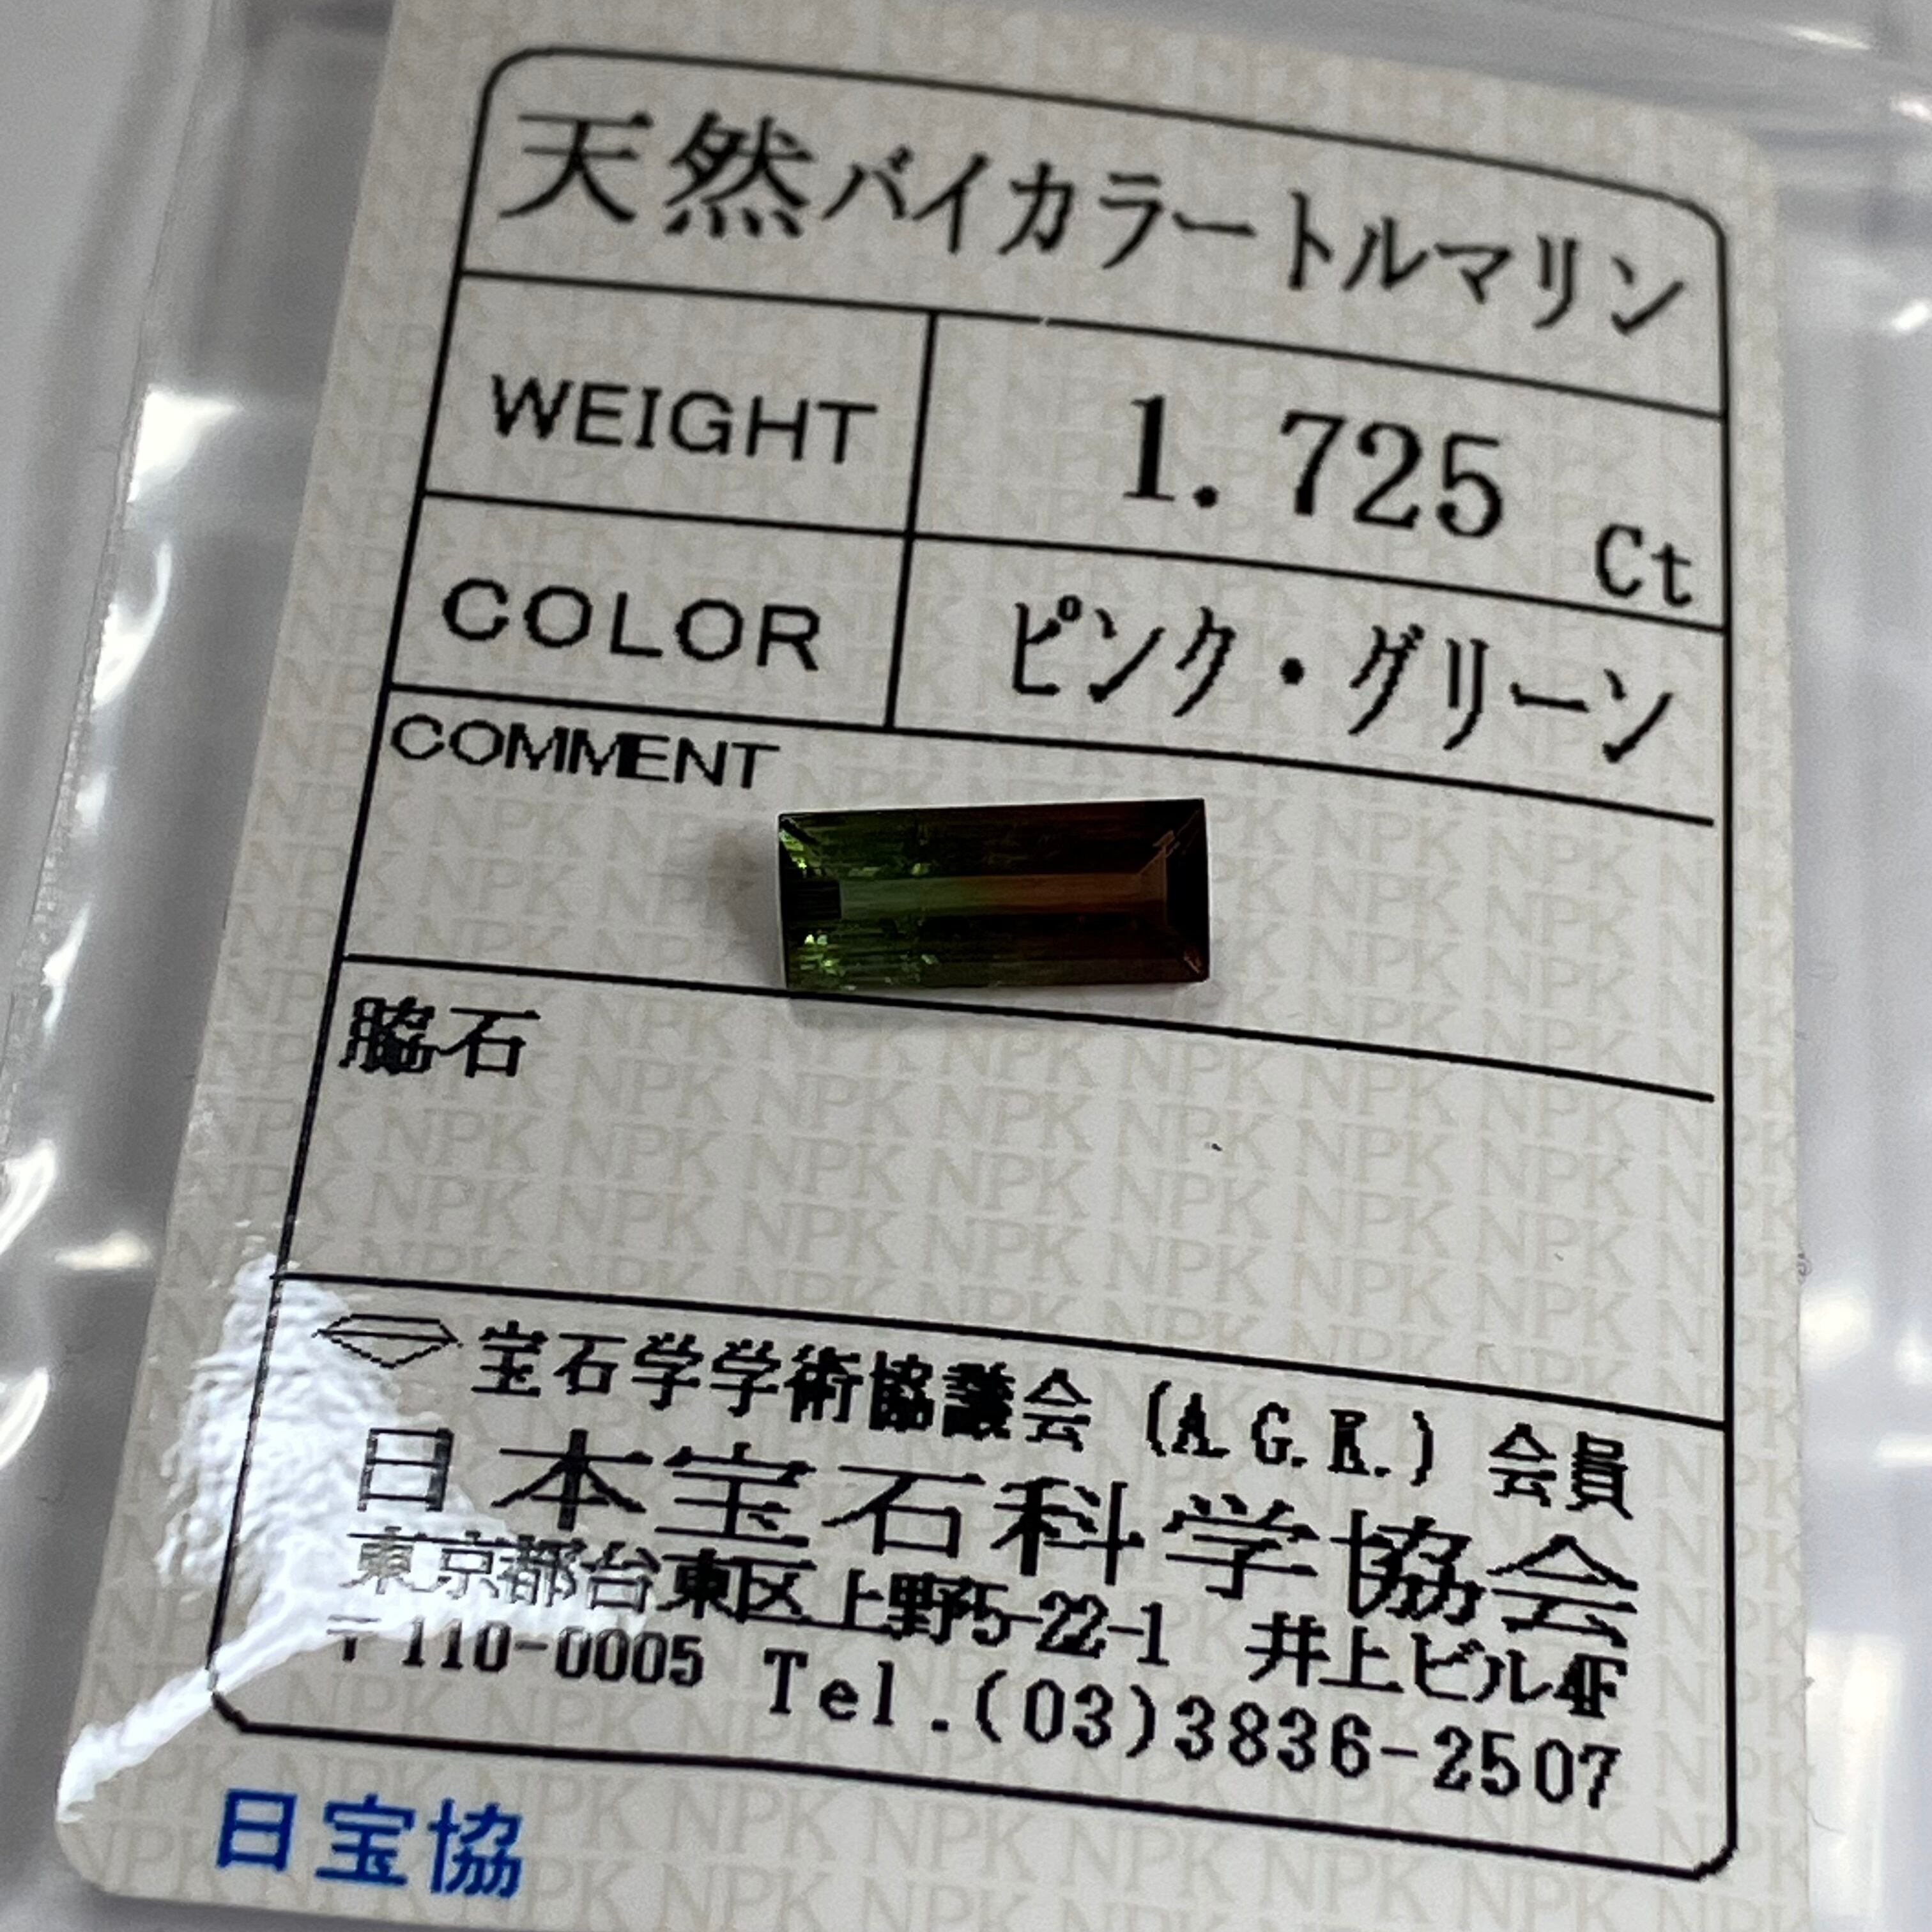 天然バイカラートルマリン
WEIGHT 1.725 Ct
COLOR ピンク・グリーン
COMMENT
脇石
宝石学学術協議会 (A.G.R.) 会員
日本宝石科学協会
東京都台東区上野5-22-1 井上ビル4F
〒110-0005 Tel.(03)3836-2507
日宝協